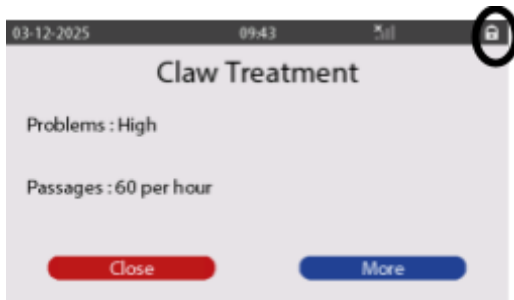 03-12-2025 09:43
Claw Treatment
Problems : High
Passages : 60 per hour
Close More